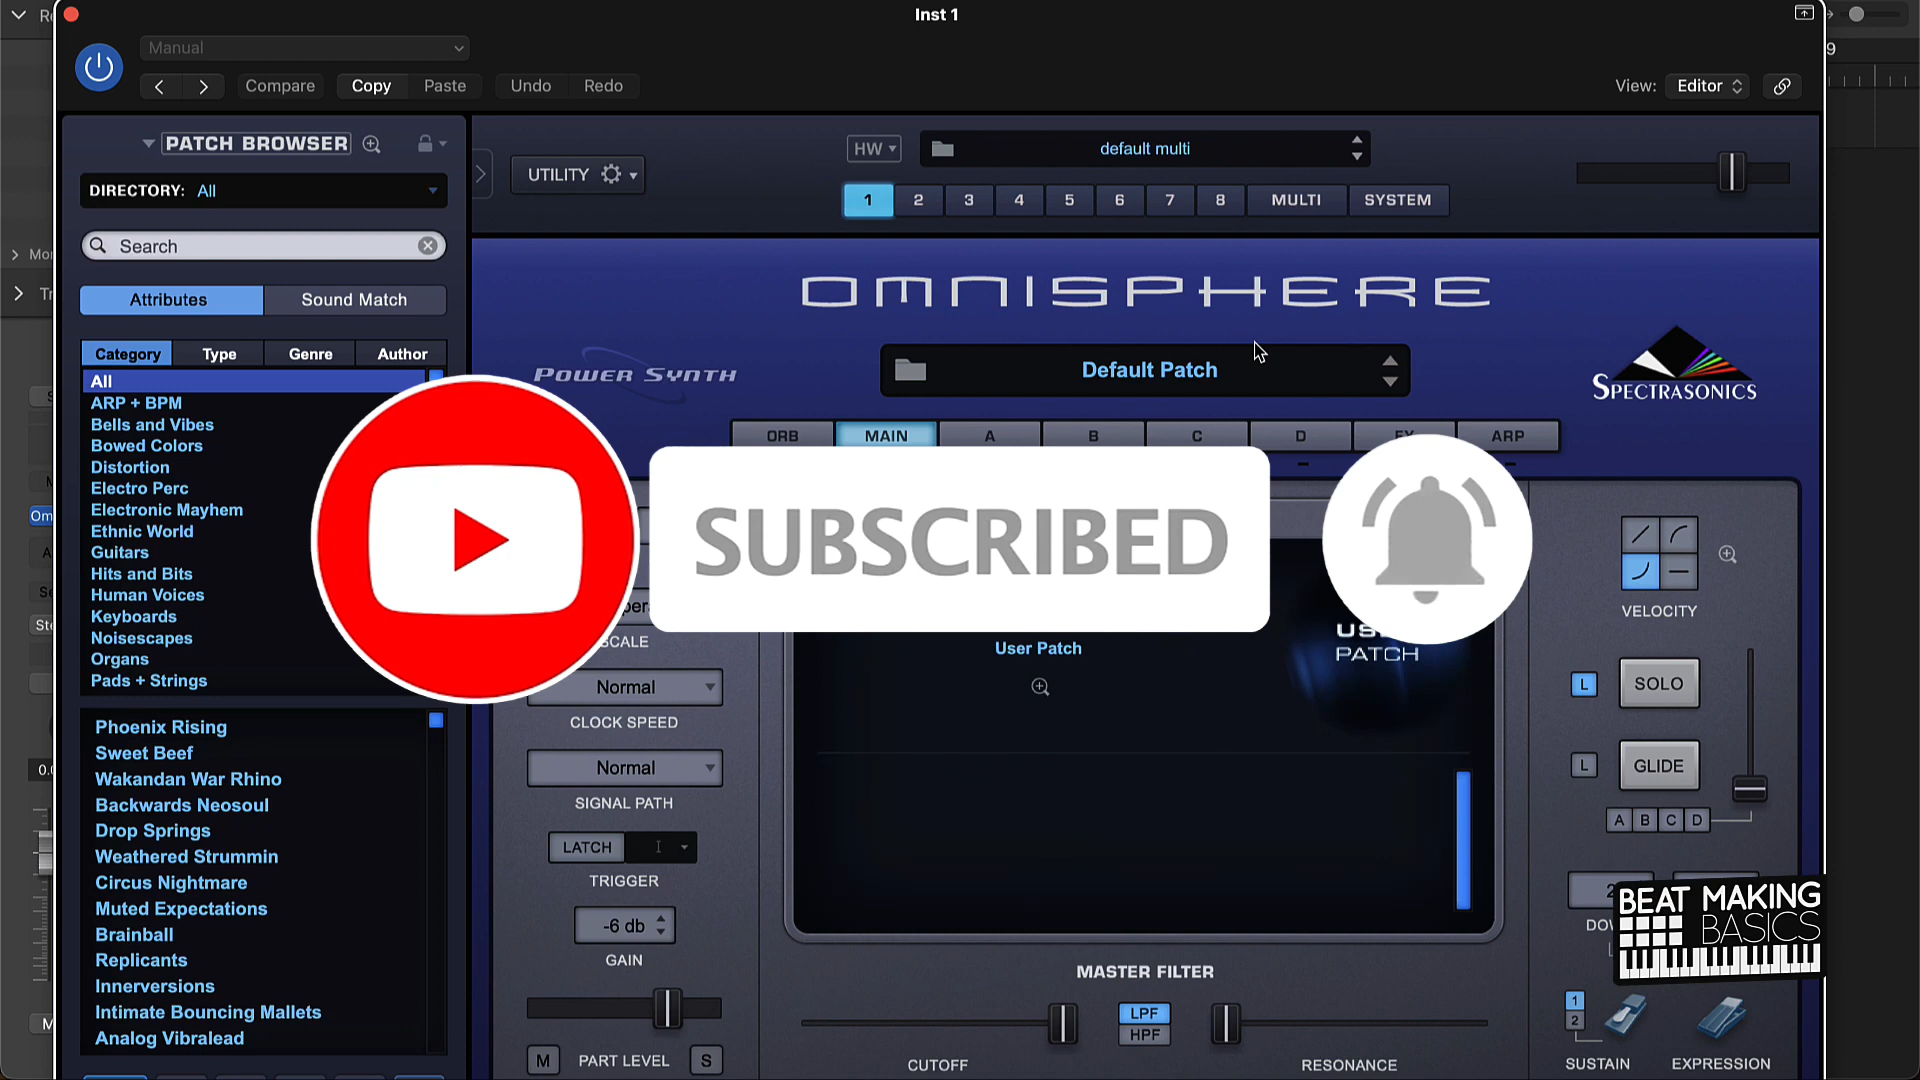 Inst 1
Manual
Compare
Copy
Paste
Undo
Redo
View:
Editor
9
PATCH BROWSER
DIRECTORY: All
Search
Attributes
Sound Match
Category
Type
Genre
Author
All
ARP + BPM
Bells and Vibes
Bowed Colors
Distortion
Electro Perc
Electronic Mayhem
Ethnic World
Guitars
Hits and Bits
Human Voices
Keyboards
Noisescapes
Organs
Pads + Strings
Phoenix Rising
Sweet Beef
Wakandan War Rhino
Backwards Neosoul
Drop Springs
Weathered Strummin
Circus Nightmare
Muted Expectations
Brainball
Replicants
Innerversions
Intimate Bouncing Mallets
Analog Vibralead
UTILITY
HW
default multi
1 2 3 4 5 6 7 8 MULTI SYSTEM
OMNISPHERE
POWER SYNTH
Default Patch
SPECTRASONICS
ORB MAIN A B C D FX ARP
SUBSCRIBED
SCALE
Normal
CLOCK SPEED
Normal
SIGNAL PATH
LATCH
TRIGGER
-6 db
GAIN
M PART LEVEL S
User Patch
PATCH
MASTER FILTER
LPF
HPF
CUTOFF
RESONANCE
VELOCITY
L SOLO
L GLIDE
A B C D
BEAT MAKING
BASICS
1
2
SUSTAIN
EXPRESSION